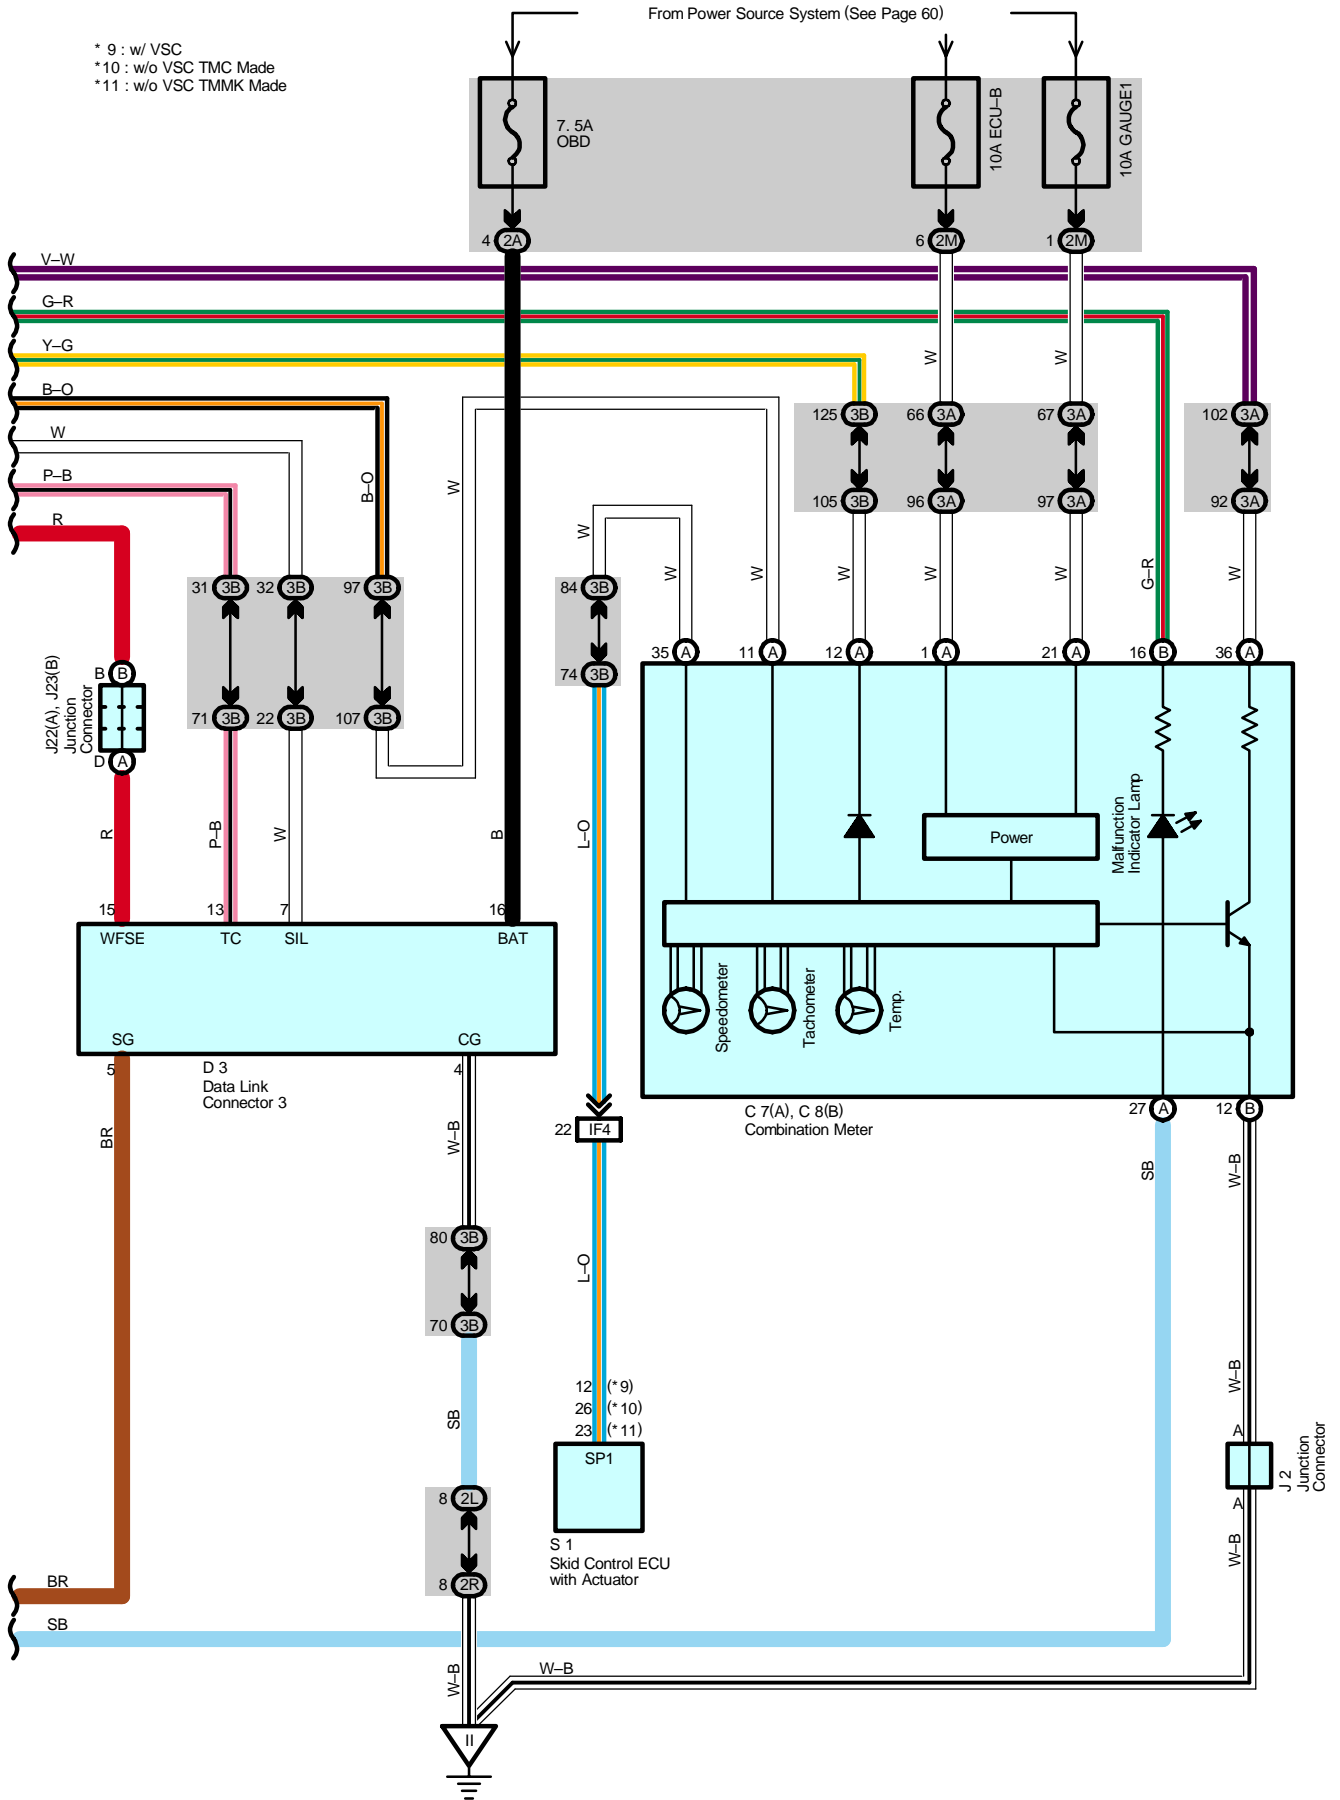 From Power Source System (See Page 60)
* 9 : w/ VSC
*10 : w/o VSC TMC Made
*11 : w/o VSC TMMK Made
7. 5A
OBD
10A ECU–B
10A GAUGE1
4 2A
6 2M
1 2M
V–W
G–R
Y–G
B–O
W
P–B
R
W
W
125 3B
66 3A
67 3A
102 3A
105 3B
96 3A
97 3A
92 3A
B–O
W
W
W
W
W
W
W
G–R
W
31 3B
32 3B
97 3B
84 3B
74 3B
71 3B
22 3B
107 3B
B B
D A
J22(A), J23(B)
Junction
Connector
35 A
11 A
12 A
1 A
21 A
16 B
36 A
R
P–B
W
B
L–O
Power
Malfunction
Indicator Lamp
15
13
7
16
WFSE
TC
SIL
BAT
Speedometer
Tachometer
Temp.
SG
CG
5
4
D 3
Data Link
Connector 3
C 7(A), C 8(B)
Combination Meter
27 A
12 B
22 IF4
BR
W–B
SB
W–B
80 3B
70 3B
L–O
SB
12 (*9)
26 (*10)
23 (*11)
SP1
S 1
Skid Control ECU
with Actuator
W–B
A
A
J 2
Junction
Connector
W–B
8 2L
8 2R
BR
SB
W–B
W–B
II